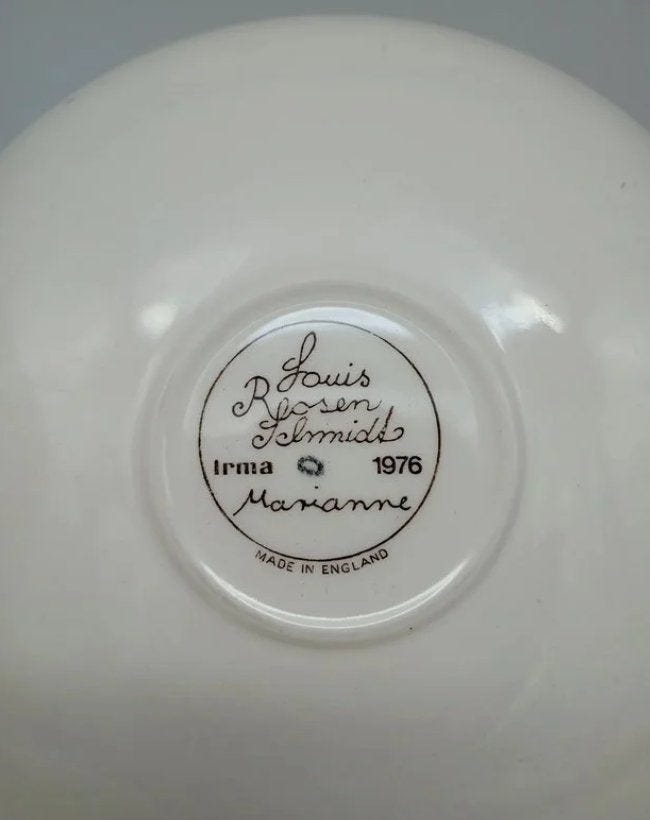 Louis
Rosen
Schmidt
Irma 1976
Marianne
MADE IN ENGLAND